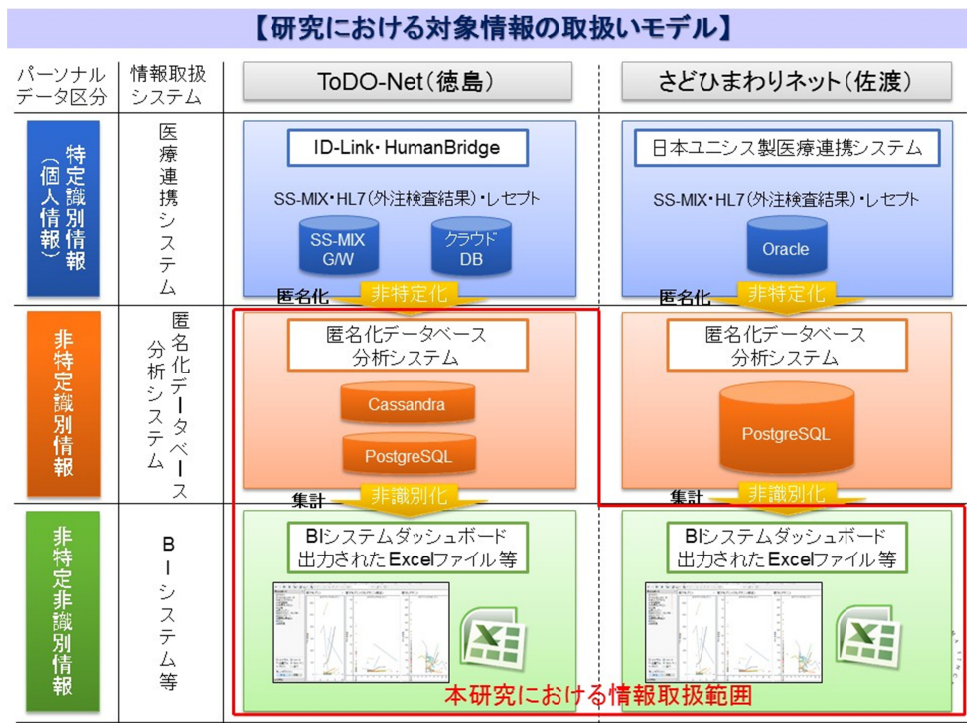 【研究における対象情報の取扱いモデル】
パーソナル
データ区分
情報取扱
システム
ToDO-Net(徳島)
さどひまわりネット(佐渡)
特定識別情報
(個人情報)
医療連携システム
ID-Link・HumanBridge
SS-MIX・HL7(外注検査結果)・レセプト
SS-MIX
G/W
クラウド
DB
匿名化
非特定化
日本ユニシス製医療連携システム
SS-MIX・HL7(外注検査結果)・レセプト
Oracle
匿名化
非特定化
非特定識別情報
匿名化データベース
分析システム
匿名化データベース
分析システム
Cassandra
PostgreSQL
集計
非識別化
匿名化データベース
分析システム
PostgreSQL
集計
非識別化
非特定非識別情報
BIシステム等
BIシステムダッシュボード
出力されたExcelファイル等
BIシステムダッシュボード
出力されたExcelファイル等
本研究における情報取扱範囲